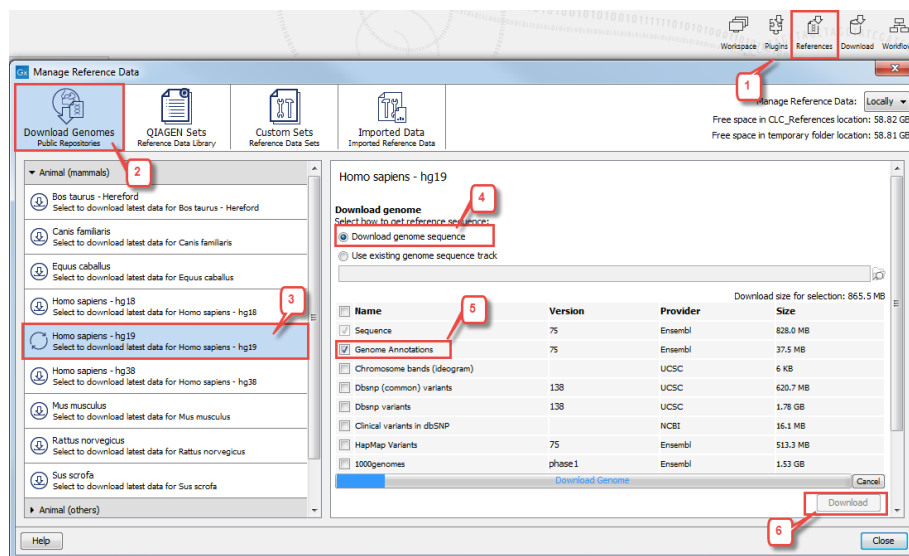 Workspace Plugins References Download Workflow
1
Gx Manage Reference Data
Download Genomes
Public Repositories
QIAGEN Sets
Reference Data Library
Custom Sets
Reference Data Sets
Imported Data
Imported Reference Data
Manage Reference Data: Locally
Free space in CLC_References location: 58.82 GB
Free space in temporary folder location: 58.81 GB
2
Animal (mammals)
Bos taurus - Hereford
Select to download latest data for Bos taurus - Hereford
Canis familiaris
Select to download latest data for Canis familiaris
Equus caballus
Select to download latest data for Equus caballus
Homo sapiens - hg18
Select to download latest data for Homo sapiens - hg18
3
Homo sapiens - hg19
Select to download latest data for Homo sapiens - hg19
Homo sapiens - hg38
Select to download latest data for Homo sapiens - hg38
Mus musculus
Select to download latest data for Mus musculus
Rattus norvegicus
Select to download latest data for Rattus norvegicus
Sus scrofa
Select to download latest data for Sus scrofa
Animal (others)
Homo sapiens - hg19
4
Download genome
Select how to get reference sequence:
Download genome sequence
Use existing genome sequence track
Download size for selection: 865.5 MB
5
Name Version Provider Size
Sequence 75 Ensembl 828.0 MB
Genome Annotations 75 Ensembl 37.5 MB
Chromosome bands (ideogram) UCSC 6 KB
Dbsnp (common) variants 138 UCSC 620.7 MB
Dbsnp variants 138 UCSC 1.78 GB
Clinical variants in dbSNP NCBI 16.1 MB
HapMap Variants 75 Ensembl 513.3 MB
1000genomes phase1 Ensembl 1.53 GB
Download Genome Cancel
Download
6
Help Close